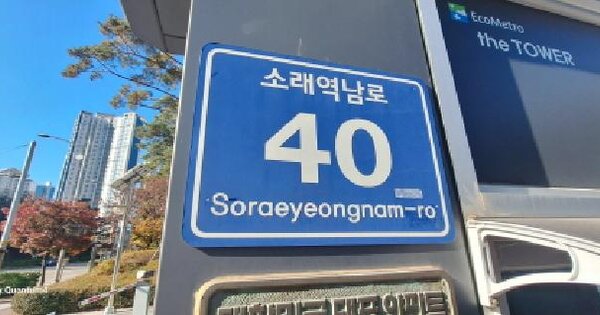 EcoMetro
the TOWER
소래역남로
40
Soraeyeongnam-ro